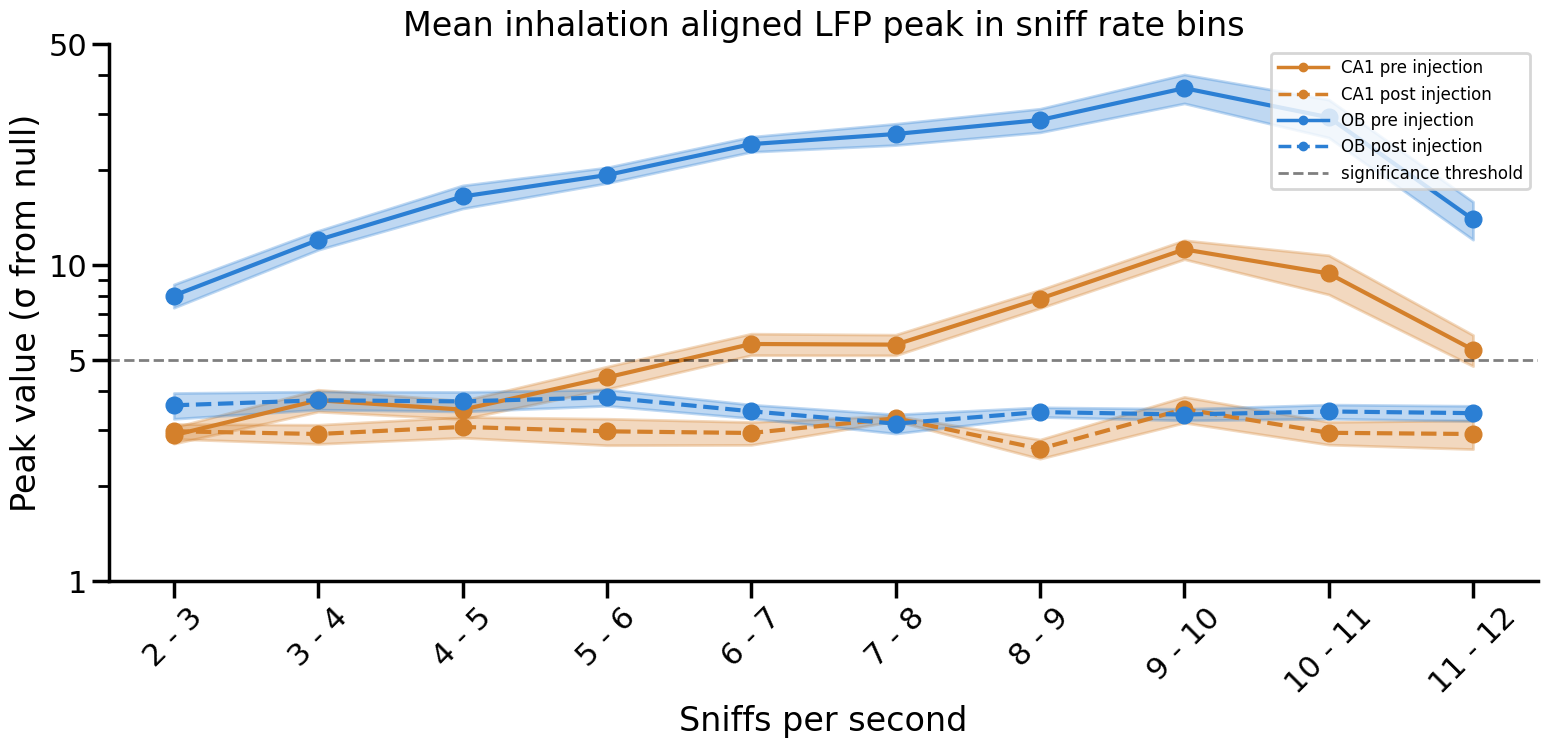 Mean inhalation aligned LFP peak in sniff rate bins
50
10
5
1
Peak value (σ from null)
CA1 pre injection
CA1 post injection
OB pre injection
OB post injection
significance threshold
2 - 3
3 - 4
4 - 5
5 - 6
6 - 7
7 - 8
8 - 9
9 - 10
10 - 11
11 - 12
Sniffs per second